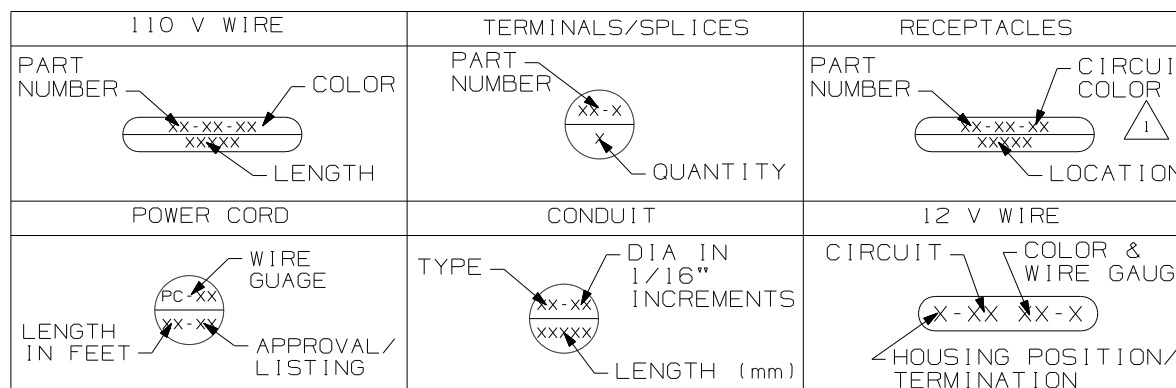 110 V WIRE
PART
NUMBER
COLOR
XX-XX-XX
XXXXX
LENGTH
TERMINALS/SPLICES
PART
NUMBER
XX-X
X
QUANTITY
RECEPTACLES
PART
NUMBER
CIRCUI
COLOR
1
XX-XX-XX
XXXXX
LOCATION
POWER CORD
WIRE
GUAGE
PC-XX
XX-XX
LENGTH
IN FEET
APPROVAL/
LISTING
CONDUIT
TYPE
DIA IN
1/16"
INCREMENTS
XX-XX
XXXXX
LENGTH (mm)
12 V WIRE
CIRCUIT
COLOR &
WIRE GAUG
X-XX XX-X
HOUSING POSITION/
TERMINATION